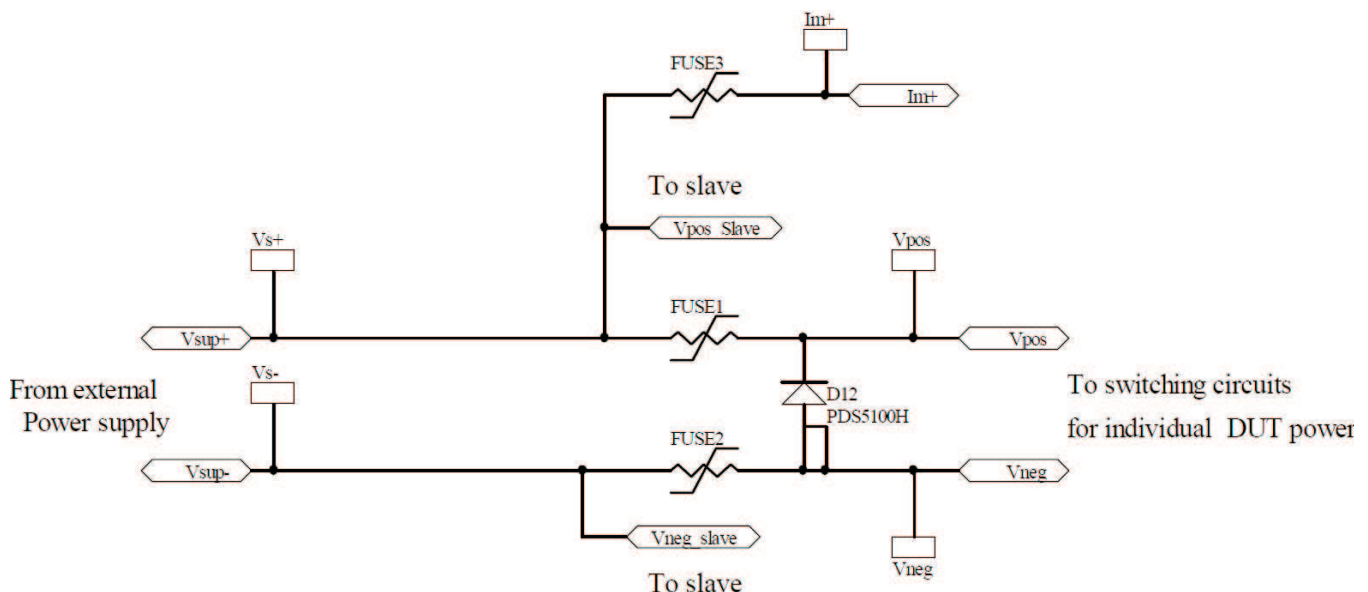 Im+
FUSE3
Im+
To slave
Vpos_Slave
Vs+
Vpos
FUSE1
Vsup+
Vpos
Vs-
From external
Power supply
D12
PDS5100H
To switching circuits
for individual DUT power
FUSE2
Vsup-
Vneg
Vneg_slave
Vneg
To slave